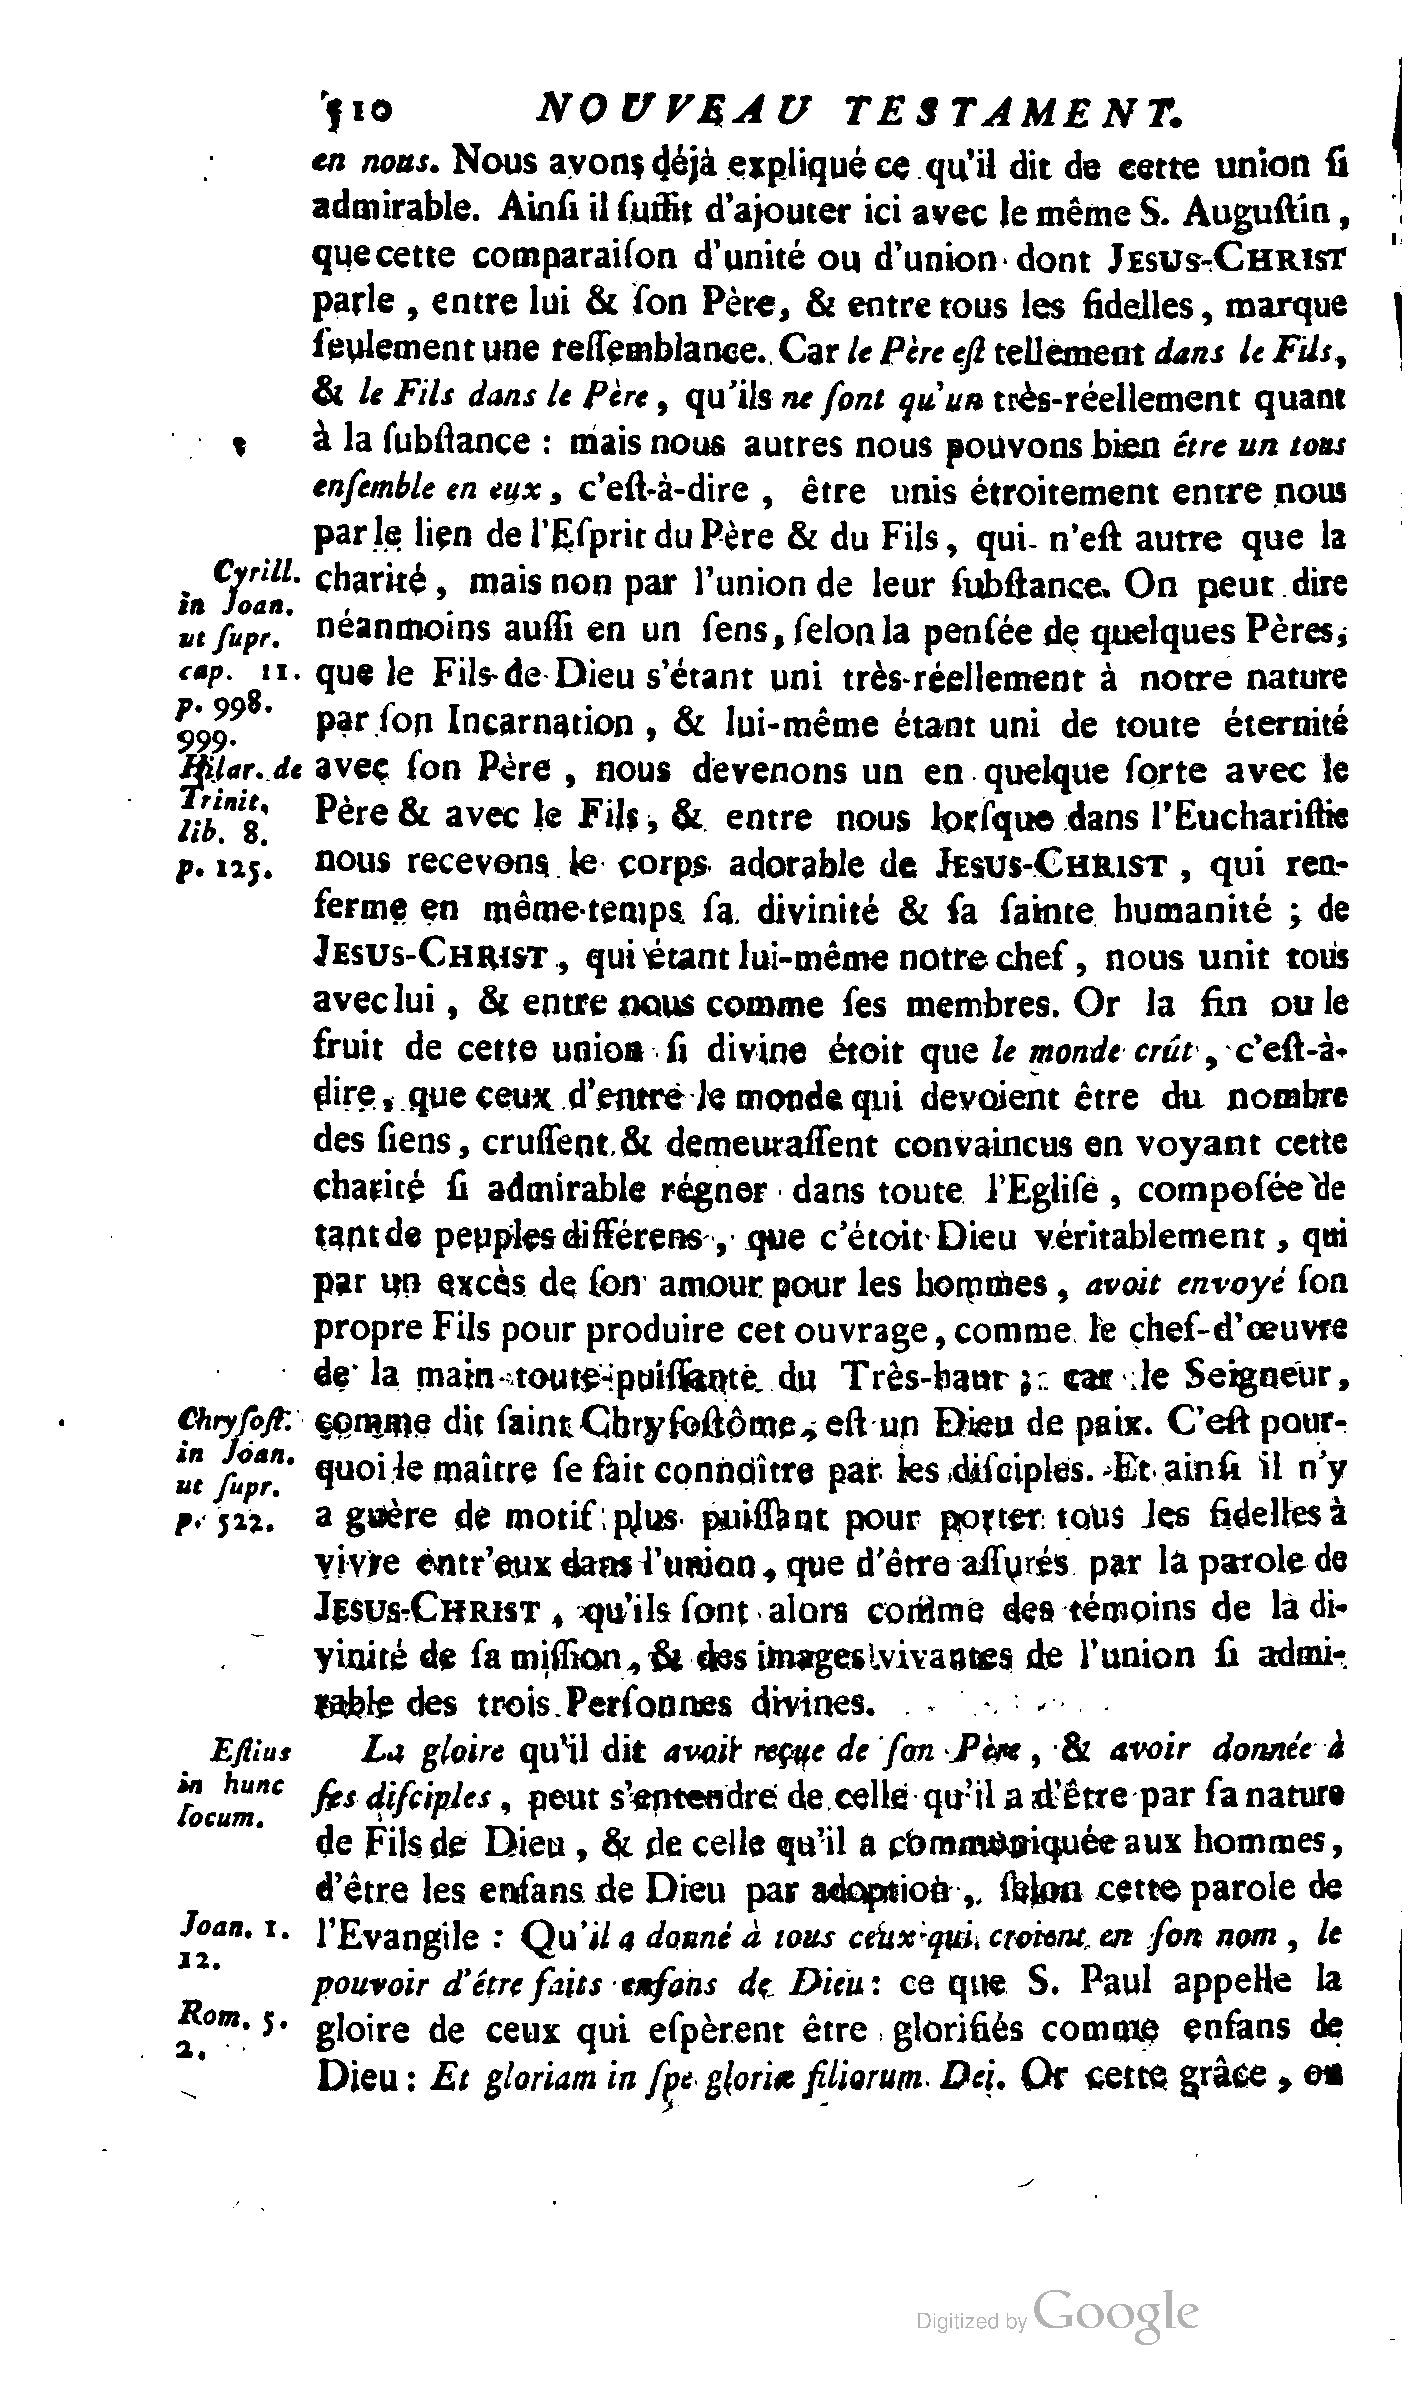 510 NOUVEAU TESTAMENT.
en nous. Nous avons déjà expliqué ce qu'il dit de cette union ſi
admirable. Ainſi il ſuffit d'ajouter ici avec le même S. Auguſtin,
que cette comparaiſon d'unité ou d'union dont JESUS-CHRIST
parle, entre lui & ſon Père, & entre tous les fidelles, marque
ſeulement une reſſemblance. Car le Père eſt tellement dans le Fils,
& le Fils dans le Père, qu'ils ne ſont qu'un très-réellement quant
à la ſubſtance : mais nous autres nous pouvons bien être un tous
enſemble en eux, c'eſt-à-dire, être unis étroitement entre nous
par le lien de l'Eſprit du Père & du Fils, qui n'eſt autre que la
charité, mais non par l'union de leur ſubſtance. On peut dire
néanmoins auſſi en un ſens, ſelon la penſée de quelques Pères,
que le Fils de Dieu s'étant uni très-réellement à notre nature
par ſon Incarnation, & lui-même étant uni de toute éternité
avec ſon Père, nous devenons un en quelque ſorte avec le
Père & avec le Fils, & entre nous lorſque dans l'Euchariſtie
nous recevons le corps adorable de JESUS-CHRIST, qui ren-
ferme en même-temps ſa divinité & ſa ſainte humanité ; de
JESUS-CHRIST, qui étant lui-même notre chef, nous unit tous
avec lui, & entre nous comme ſes membres. Or la fin ou le
fruit de cette union ſi divine étoit que le monde crût, c'eſt-à-
dire, que ceux d'entre le monde qui devoient être du nombre
des ſiens, cruſſent & demeuraſſent convaincus en voyant cette
charité ſi admirable régner dans toute l'Egliſe, compoſée de
tant de peuples différens, que c'étoit Dieu véritablement, qui
par un excès de ſon amour pour les hommes, avoit envoyé ſon
propre Fils pour produire cet ouvrage, comme le chef-d'œuvre
de la main toute-puiſſante du Très-haut ; car le Seigneur,
comme dit ſaint Chryſoſtôme, eſt un Dieu de paix. C'eſt pour-
quoi le maître ſe fait connoître par les diſciples. Et ainſi il n'y
a guère de motif plus puiſſant pour porter tous les fidelles à
vivre entr'eux dans l'union, que d'être aſſurés par la parole de
JESUS-CHRIST, qu'ils ſont alors comme des témoins de la di-
vinité de ſa miſſion, & des images vivantes de l'union ſi admi-
rable des trois Perſonnes divines.
La gloire qu'il dit avoir reçue de ſon Père, & avoir donnée à
ſes diſciples, peut s'entendre de celle qu'il a d'être par ſa nature
de Fils de Dieu, & de celle qu'il a communiquée aux hommes,
d'être les enfans de Dieu par adoption, ſelon cette parole de
l'Evangile : Qu'il a donné à tous ceux qui croient en ſon nom, le
pouvoir d'être faits enfans de Dieu : ce que S. Paul appelle la
gloire de ceux qui eſpèrent être glorifiés comme enfans de
Dieu : Et gloriam in ſpe gloriæ filiorum Dei. Or cette grâce, ou
Cyrill.
in Joan.
ut ſupr.
cap. 11.
p. 998.
999.
Hilar. de
Trinit.
lib. 8.
p. 125.
Chryſoſt.
in Joan.
ut ſupr.
p. 522.
Eſtius
in hunc
locum.
Joan. 1.
12.
Rom. 5.
2.
Digitized by Google